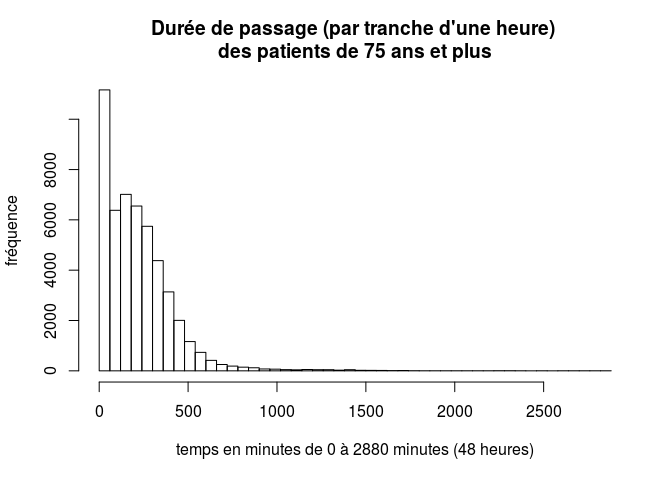 Durée de passage (par tranche d'une heure)
des patients de 75 ans et plus
fréquence
8000
6000
4000
2000
0
0 500 1000 1500 2000 2500
temps en minutes de 0 à 2880 minutes (48 heures)